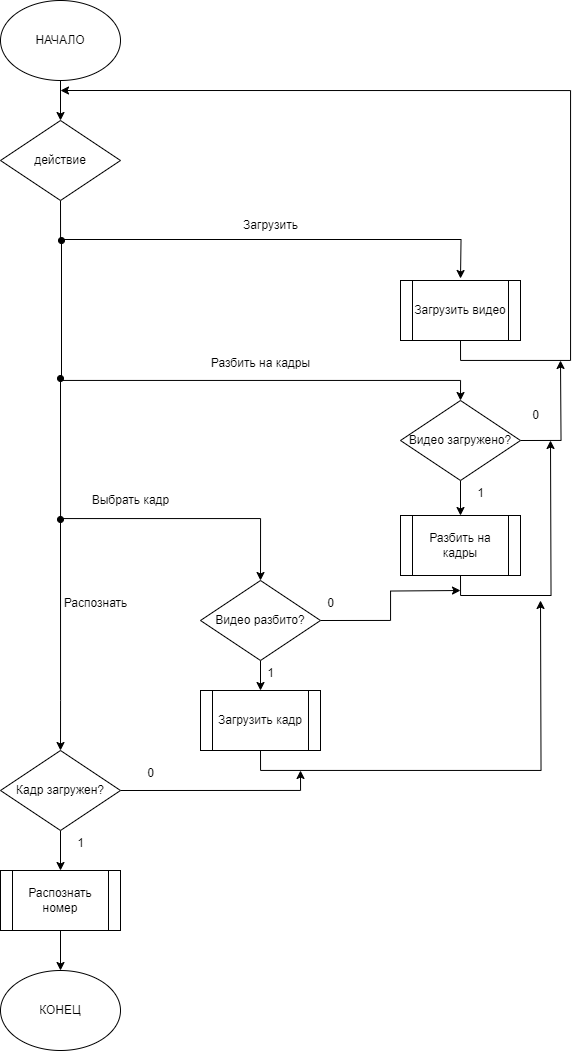 НАЧАЛО
действие
Загрузить
Загрузить видео
Разбить на кадры
0
Видео загружено?
1
Выбрать кадр
Разбить на
кадры
Распознать
0
Видео разбито?
1
Загрузить кадр
0
Кадр загружен?
1
Распознать
номер
КОНЕЦ